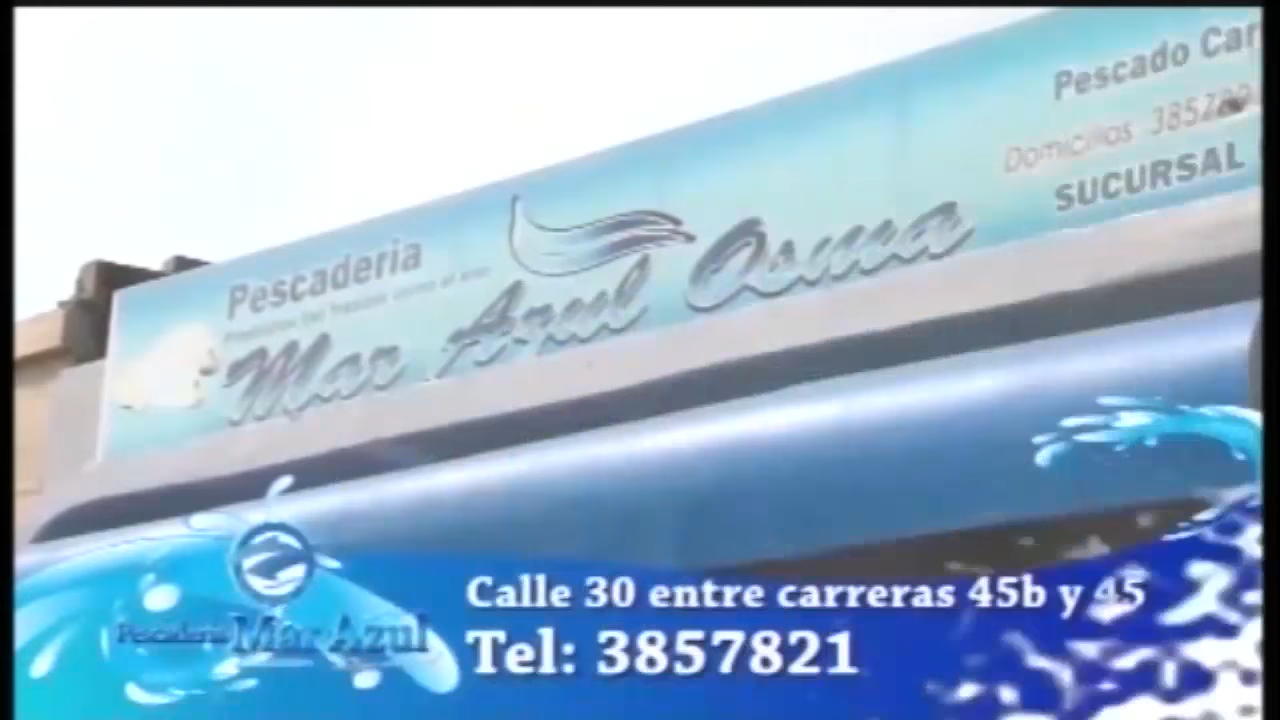 Pescado Car
Domicilios 385
SUCURSAL
Pescaderia
Mar Azul Osma
Calle 30 entre carreras 45b y 45
Pescaderia Mar Azul
Tel: 3857821